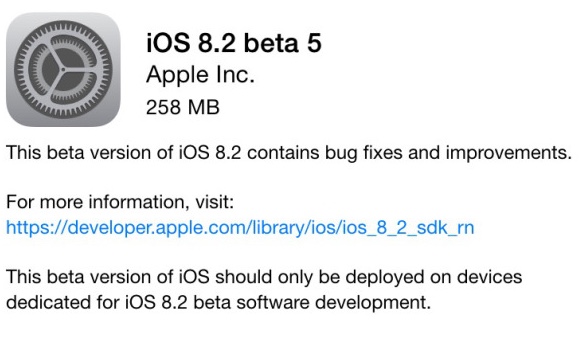 iOS 8.2 beta 5
Apple Inc.
258 MB
This beta version of iOS 8.2 contains bug fixes and improvements.
For more information, visit:
https://developer.apple.com/library/ios/ios_8_2_sdk_rn
This beta version of iOS should only be deployed on devices
dedicated for iOS 8.2 beta software development.